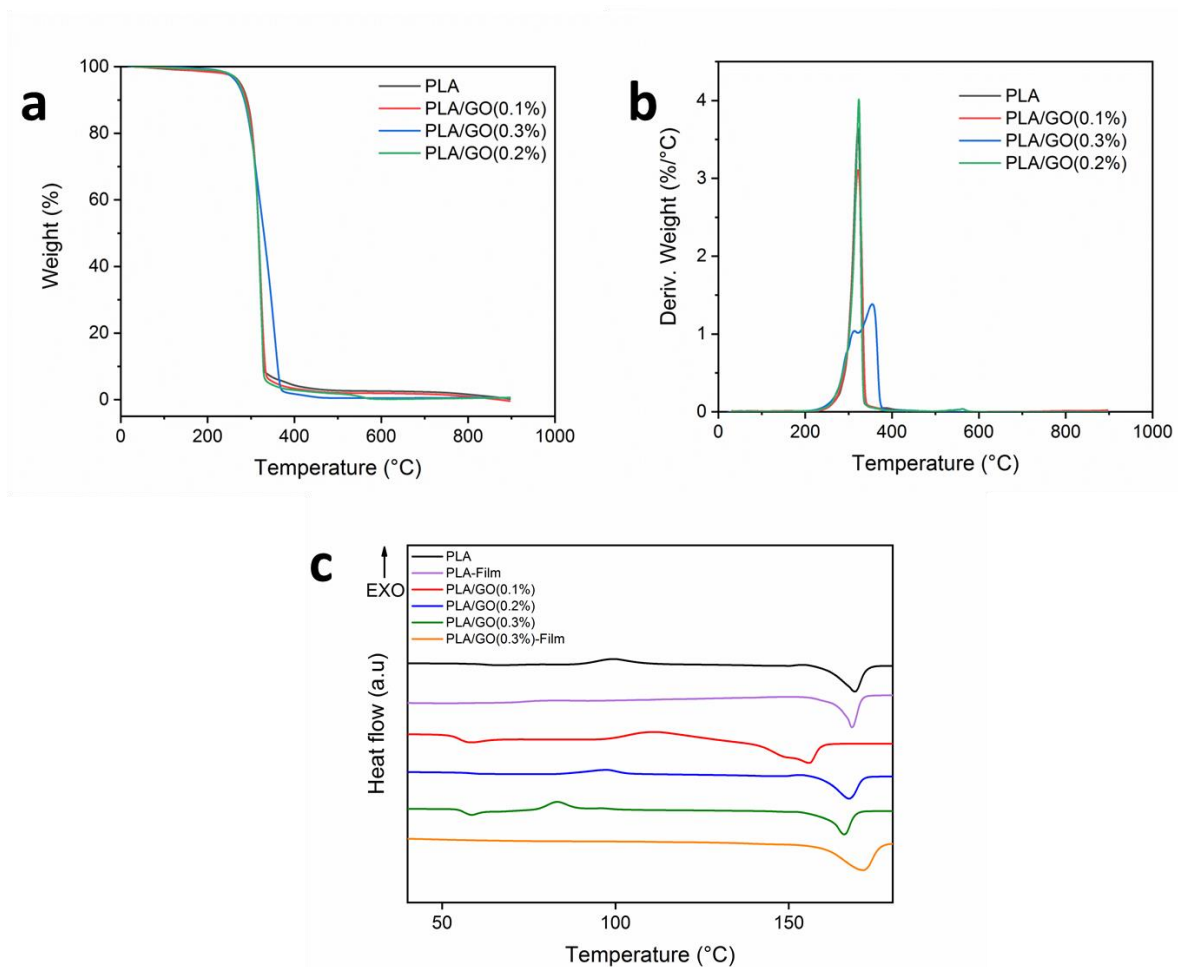 a
100
80
60
40
20
0
Weight (%)
PLA
PLA/GO(0.1%)
PLA/GO(0.3%)
PLA/GO(0.2%)
0 200 400 600 800 1000
Temperature (°C)
b
4
3
2
1
0
Deriv. Weight (%/°C)
PLA
PLA/GO(0.1%)
PLA/GO(0.3%)
PLA/GO(0.2%)
0 200 400 600 800 1000
Temperature (°C)
c
EXO
Heat flow (a.u)
PLA
PLA-Film
PLA/GO(0.1%)
PLA/GO(0.2%)
PLA/GO(0.3%)
PLA/GO(0.3%)-Film
50 100 150
Temperature (°C)